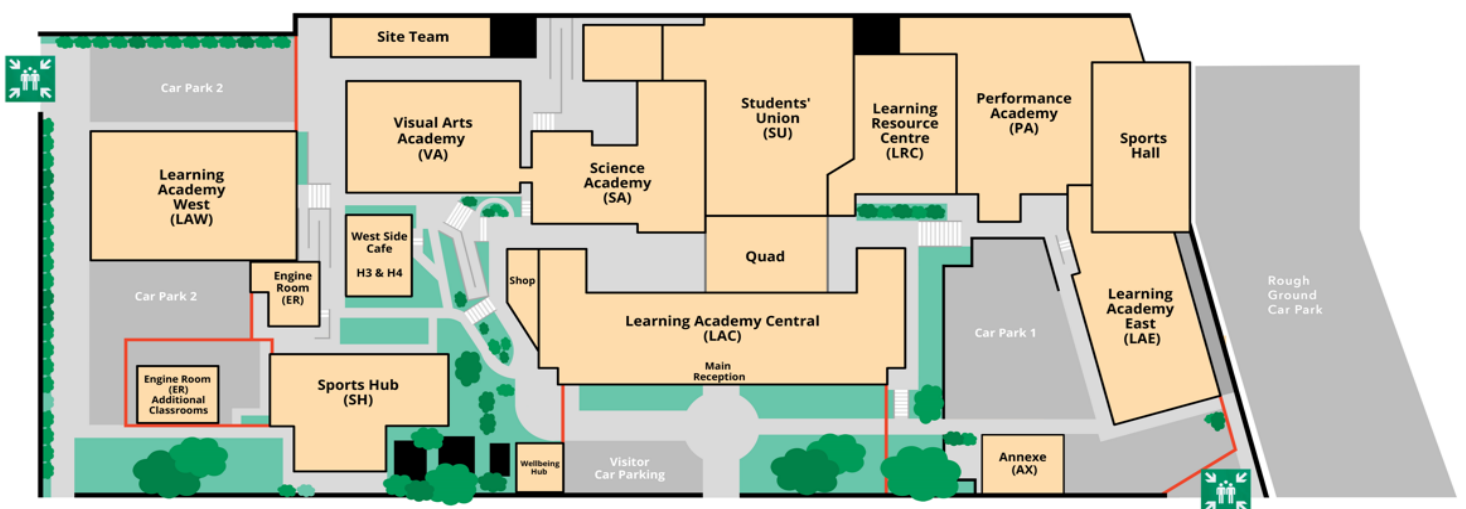 Site Team
Car Park 2
Visual Arts
Academy
(VA)
Students'
Union
(SU)
Learning
Resource
Centre
(LRC)
Performance
Academy
(PA)
Sports
Hall
Learning
Academy
West
(LAW)
Science
Academy
(SA)
West Side
Cafe
H3 & H4
Quad
Shop
Engine
Room
(ER)
Car Park 2
Rough
Ground
Car Park
Learning
Academy
East
(LAE)
Learning Academy Central
(LAC)
Car Park 1
Main
Reception
Engine Room
(ER)
Additional
Classrooms
Sports Hub
(SH)
Wellbeing
Hub
Visitor
Car Parking
Annexe
(AX)